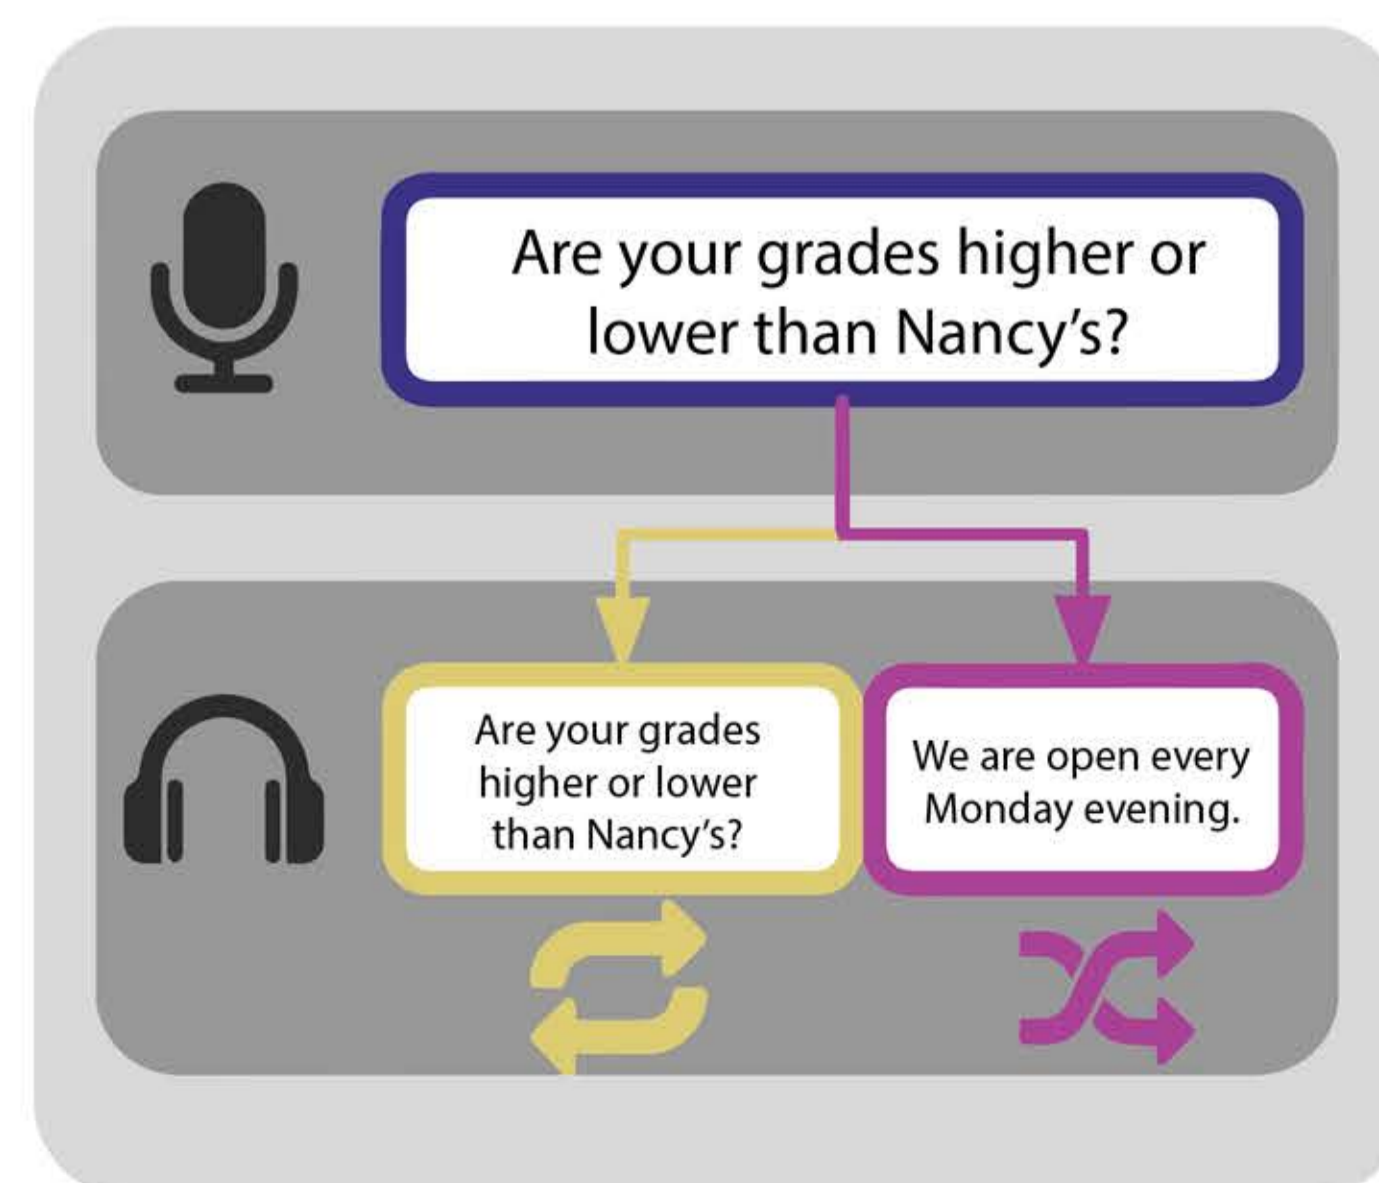 Are your grades higher or
lower than Nancy’s?
Are your grades
higher or lower
than Nancy’s?
We are open every
Monday evening.